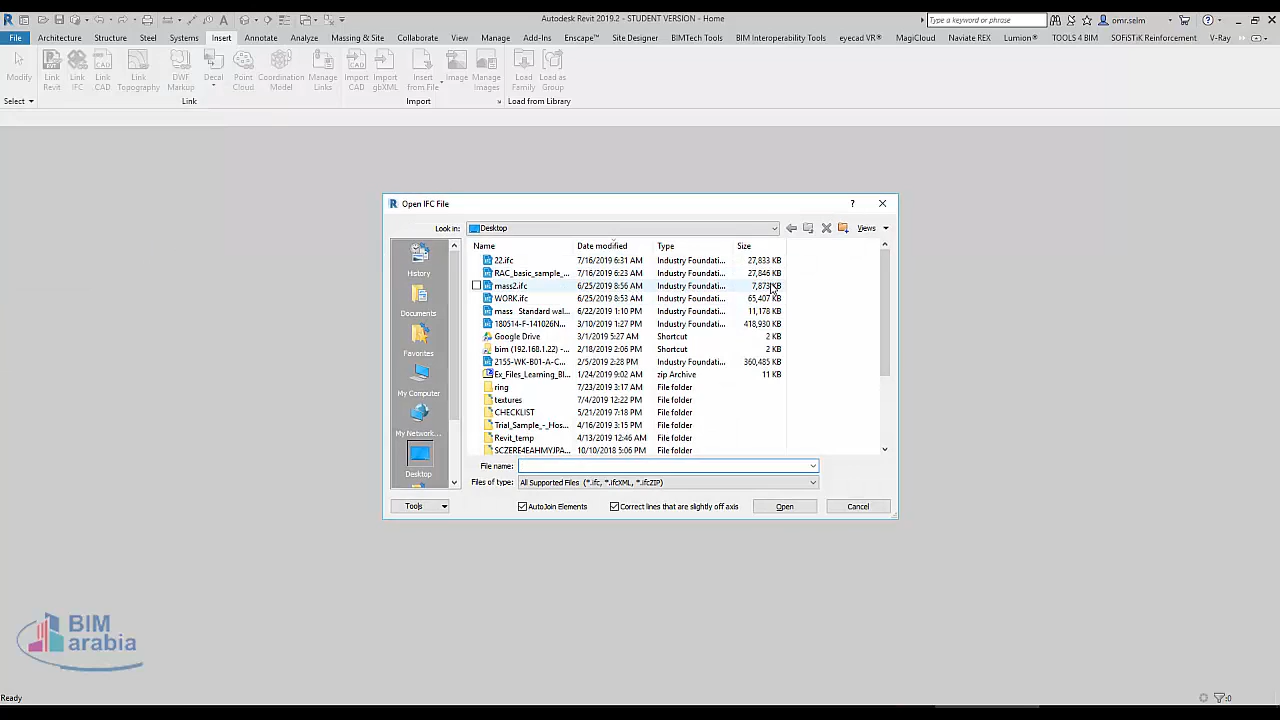 Autodesk Revit 2019.2 - STUDENT VERSION - Home
Type a keyword or phrase
omr.selm
File Architecture Structure Steel Systems Insert Annotate Analyze Massing & Site Collaborate View Manage Add-Ins Enscape™ Site Designer BIMTech Tools BIM Interoperability Tools eyecad VR® MagiCloud Naviate REX Lumion® TOOLS 4 BIM SOFiSTiK Reinforcement V-Ray
Modify
Link Revit
Link IFC
Link CAD
Link Topography
DWF Markup
Decal
Point Cloud
Coordination Model
Manage Links
Import CAD
Import gbXML
Insert from File
Image
Manage Images
Load Family
Load as Group
Select Link Import Load from Library
Open IFC File
Look in: Desktop Views
Name Date modified Type Size
22.ifc 7/16/2019 6:31 AM Industry Foundati... 27,833 KB
RAC_basic_sample_... 7/16/2019 6:23 AM Industry Foundati... 27,846 KB
mass2.ifc 6/25/2019 8:56 AM Industry Foundati... 7,873 KB
WORK.ifc 6/25/2019 8:53 AM Industry Foundati... 65,407 KB
mass Standard wal... 6/22/2019 1:10 PM Industry Foundati... 11,178 KB
180514-F-141026N... 3/10/2019 1:27 PM Industry Foundati... 418,930 KB
Google Drive 3/1/2019 5:27 AM Shortcut 2 KB
bim (192.168.1.22) -... 2/18/2019 2:06 PM Shortcut 2 KB
2155-WK-B01-A-C... 2/5/2019 2:28 PM Industry Foundati... 360,485 KB
Ex_Files_Learning_Bl... 1/24/2019 9:02 AM zip Archive 11 KB
ring 7/23/2019 3:17 AM File folder
textures 7/4/2019 12:22 PM File folder
CHECKLIST 5/21/2019 7:18 PM File folder
Trial_Sample_-_Hos... 4/16/2019 3:15 PM File folder
Revit_temp 4/13/2019 12:46 AM File folder
SCZERE4EAHMYJPA... 10/10/2018 5:06 PM File folder
History
Documents
Favorites
My Computer
My Network...
Desktop
File name:
Files of type: All Supported Files (*.ifc, *.ifcXML, *.ifcZIP)
Tools AutoJoin Elements Correct lines that are slightly off axis Open Cancel
BIM
arabia
Ready
:0